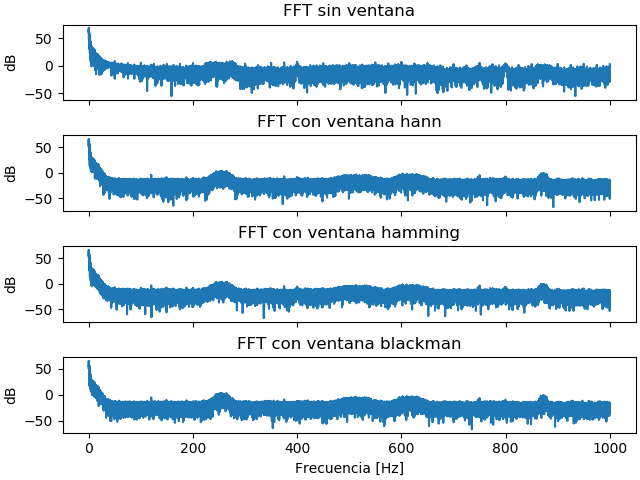 FFT sin ventana
50
0
−50
dB
FFT con ventana hann
50
0
−50
dB
FFT con ventana hamming
50
0
−50
dB
FFT con ventana blackman
50
0
−50
dB
0 200 400 600 800 1000
Frecuencia [Hz]